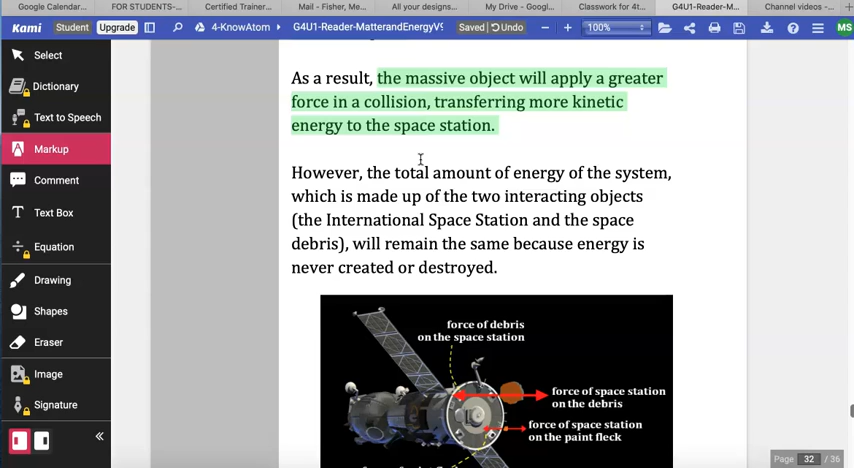 Google Calendar...
FOR STUDENTS-...
Certified Trainer...
Mail - Fisher, Me...
All your designs...
My Drive - Googl...
Classwork for 4t...
G4U1-Reader-M...
Channel videos -...
Kami
Student
Upgrade
4-KnowAtom
G4U1-Reader-MatterandEnergyV9
Saved
Undo
100%
MS
Select
Dictionary
Text to Speech
Markup
Comment
Text Box
Equation
Drawing
Shapes
Eraser
Image
Signature
As a result, the massive object will apply a greater
force in a collision, transferring more kinetic
energy to the space station.
However, the total amount of energy of the system,
which is made up of the two interacting objects
(the International Space Station and the space
debris), will remain the same because energy is
never created or destroyed.
force of debris
on the space station
force of space station
on the debris
force of space station
on the paint fleck
Page 32 / 36